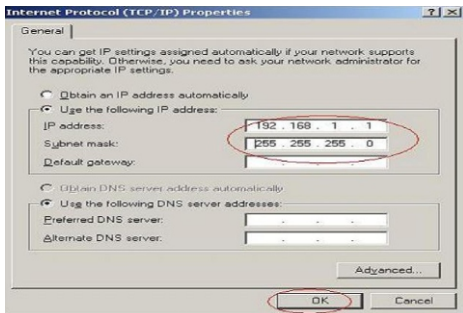 Internet Protocol (TCP/IP) Properties
General
You can get IP settings assigned automatically if your network supports
this capability. Otherwise, you need to ask your network administrator for
the appropriate IP settings.
Obtain an IP address automatically
Use the following IP address:
IP address: 192 . 168 . 1 . 1
Subnet mask: 255 . 255 . 255 . 0
Default gateway: . . .
Obtain DNS server address automatically
Use the following DNS server addresses:
Preferred DNS server: . . .
Alternate DNS server: . . .
Advanced...
OK Cancel